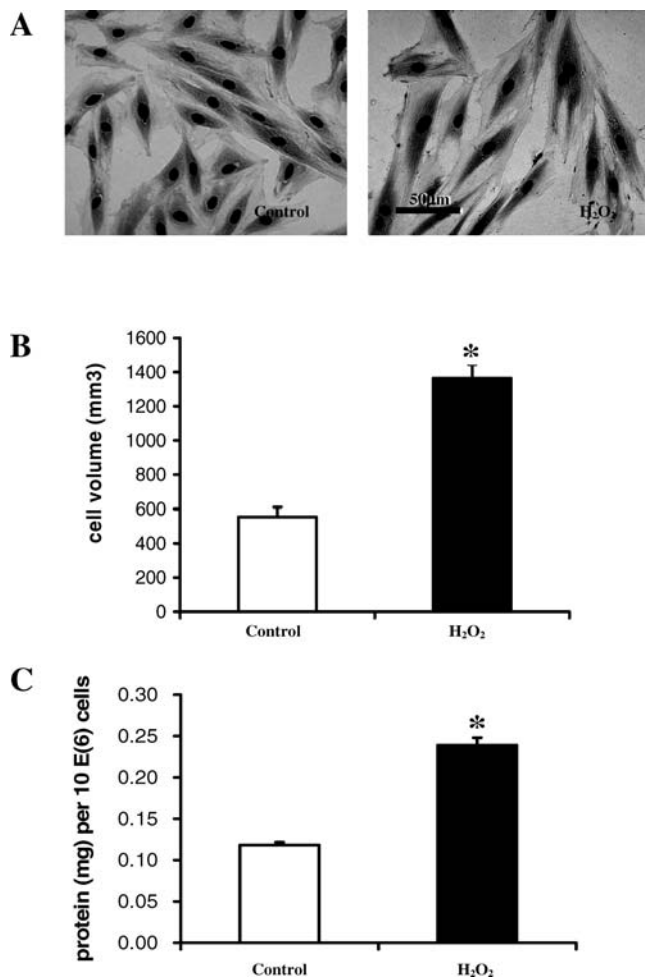 A
Control
50µm
H₂O₂
B
cell volume (mm3)
1600
1400
1200
1000
800
600
400
200
0
*
Control
H₂O₂
C
protein (mg) per 10 E(6) cells
0.30
0.25
0.20
0.15
0.10
0.05
0.00
*
Control
H₂O₂